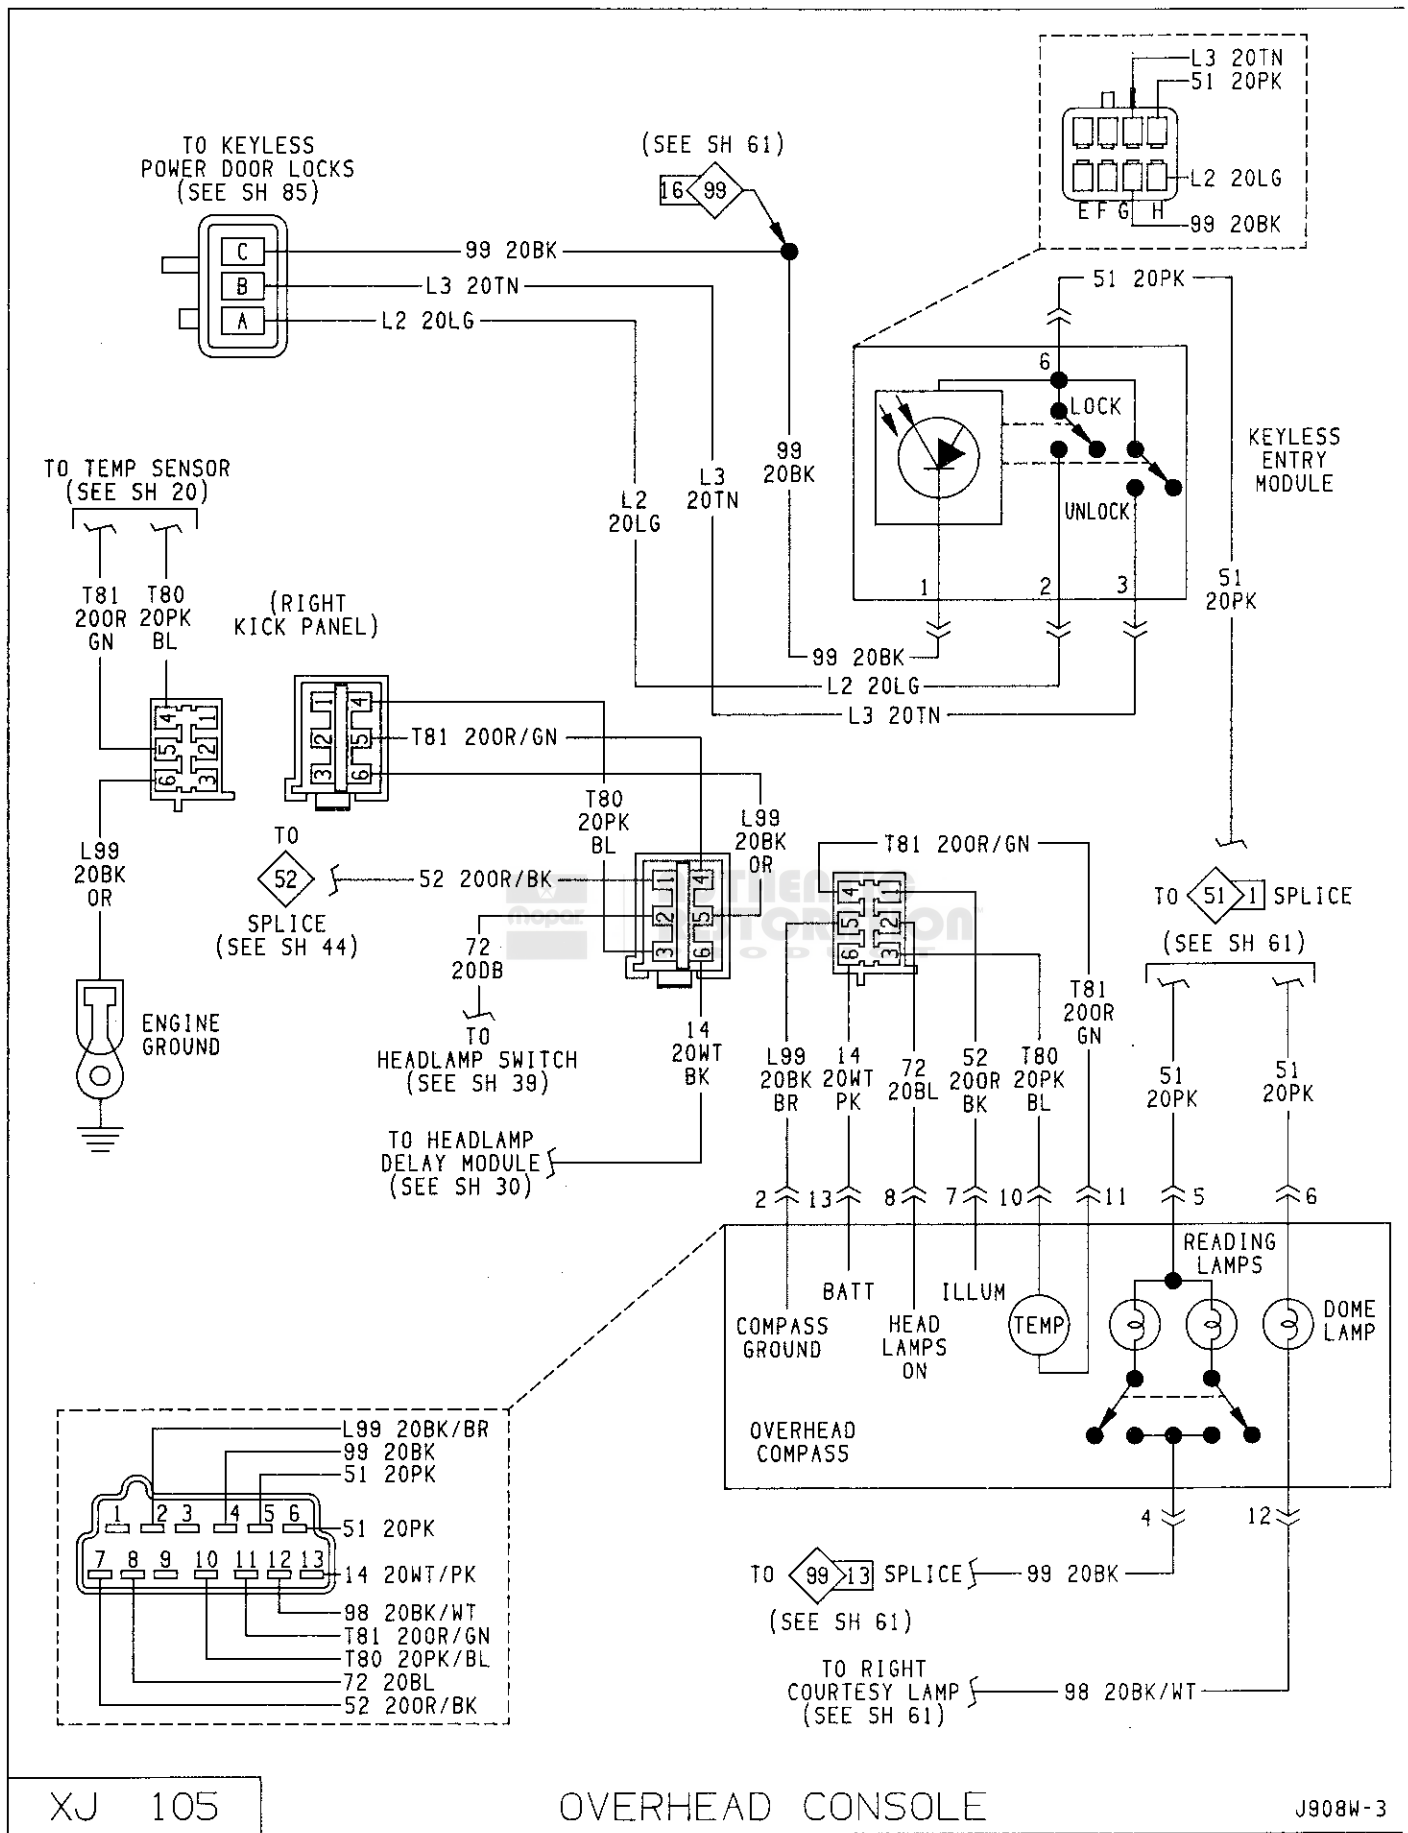 L3 20TN
51 20PK
L2 20LG
E F G H
99 20BK
TO KEYLESS
POWER DOOR LOCKS
(SEE SH 85)
C
B
A
(SEE SH 61)
16 99
99 20BK
L3 20TN
L2 20LG
51 20PK
6
LOCK
UNLOCK
KEYLESS
ENTRY
MODULE
1 2 3
99
20BK
L3
20TN
L2
20LG
51
20PK
99 20BK
L2 20LG
L3 20TN
TO TEMP SENSOR
(SEE SH 20)
T81
20OR
GN
T80
20PK
BL
(RIGHT
KICK PANEL)
4 1
5 2
6 3
1 4
2 5
3 6
T81 20OR/GN
T80
20PK
BL
L99
20BK
OR
L99
20BK
OR
TO
52
SPLICE
(SEE SH 44)
52 20OR/BK
72
20DB
TO
HEADLAMP SWITCH
(SEE SH 39)
1 4
2 5
3 6
14
20WT
BK
TO HEADLAMP
DELAY MODULE
(SEE SH 30)
ENGINE
GROUND
Mopar
AUTHENTIC
RESTORATION
PRODUCT
T81 20OR/GN
4 1
5 2
6 3
TO 51 1 SPLICE
(SEE SH 61)
L99
20BK
BR
14
20WT
PK
72
20BL
52
20OR
BK
T80
20PK
BL
T81
20OR
GN
51
20PK
51
20PK
2 13 8 7 10 11 5 6
COMPASS
GROUND
BATT
HEAD
LAMPS
ON
ILLUM
TEMP
READING
LAMPS
DOME
LAMP
OVERHEAD
COMPASS
4 12
TO 99 13 SPLICE
(SEE SH 61)
99 20BK
TO RIGHT
COURTESY LAMP
(SEE SH 61)
98 20BK/WT
L99 20BK/BR
99 20BK
51 20PK
1 2 3 4 5 6
51 20PK
7 8 9 10 11 12 13
14 20WT/PK
98 20BK/WT
T81 20OR/GN
T80 20PK/BL
72 20BL
52 20OR/BK
XJ 105
OVERHEAD CONSOLE
J908W-3